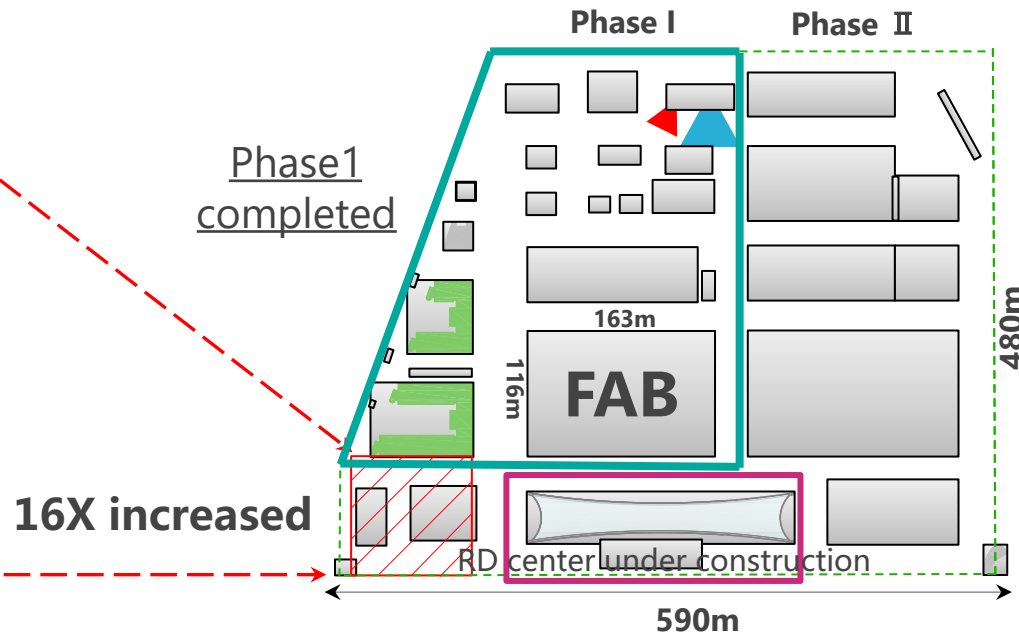 Phase I
Phase Ⅱ
Phase1
completed
163m
116m
FAB
480m
16X increased
RD center under construction
590m